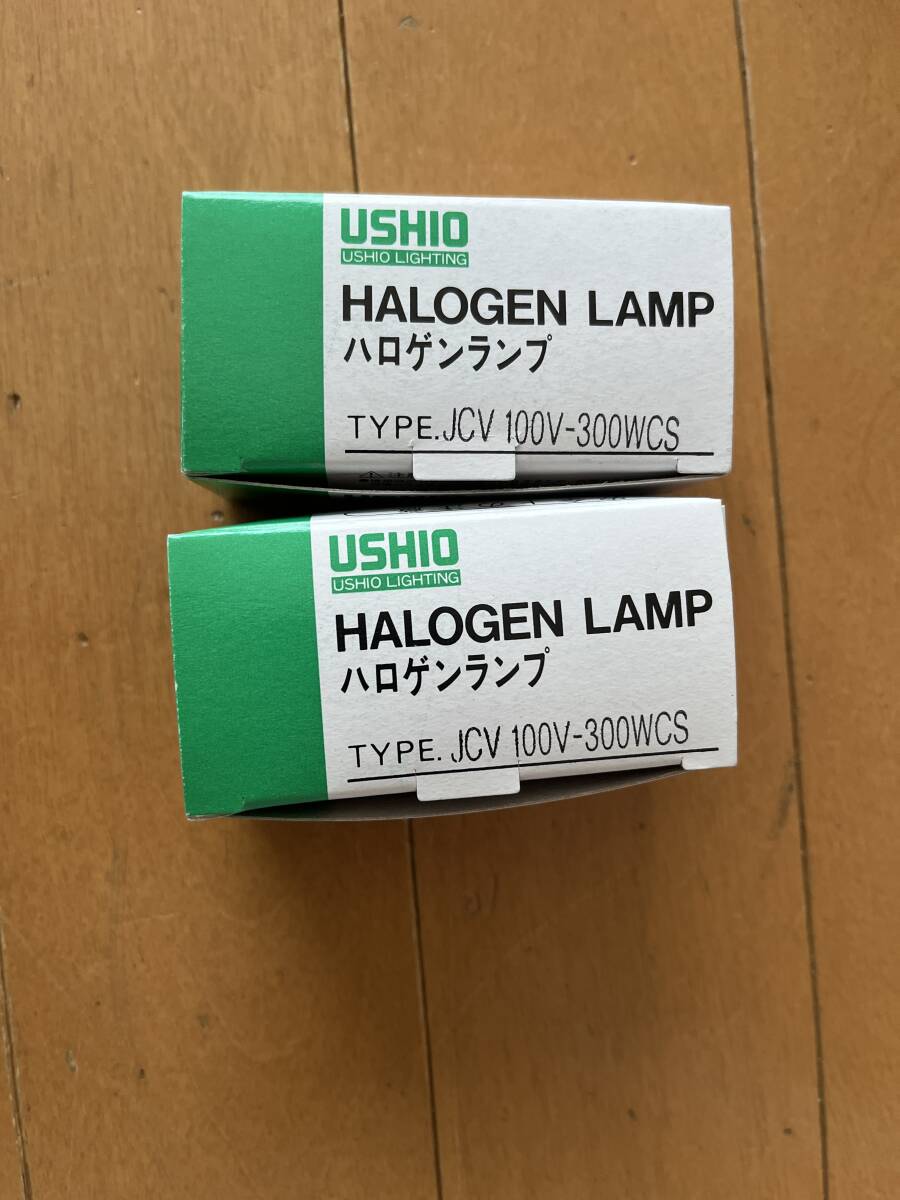 USHIO
USHIO LIGHTING
HALOGEN LAMP
ハロゲンランプ
TYPE. JCV 100V-300WCS
USHIO
USHIO LIGHTING
HALOGEN LAMP
ハロゲンランプ
TYPE. JCV 100V-300WCS